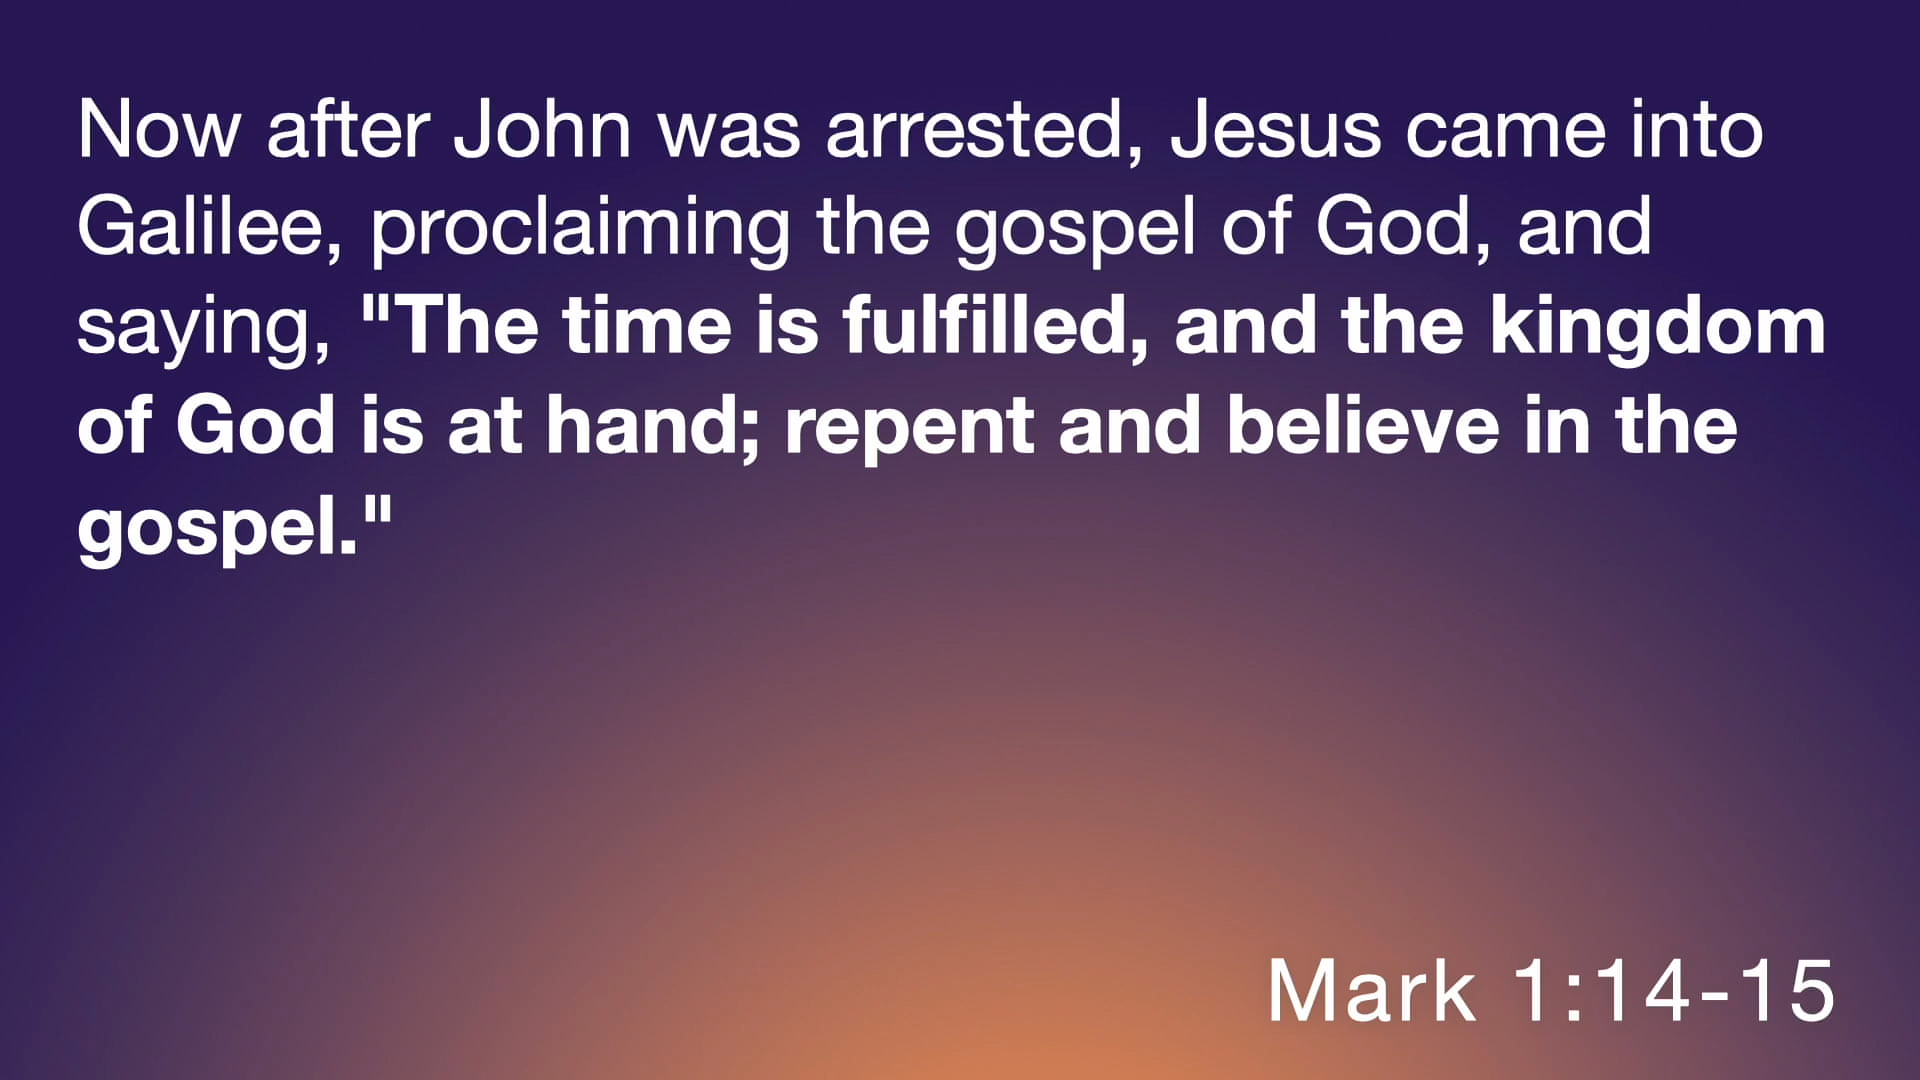 Now after John was arrested, Jesus came into
Galilee, proclaiming the gospel of God, and
saying, "The time is fulfilled, and the kingdom
of God is at hand; repent and believe in the
gospel."
Mark 1:14-15